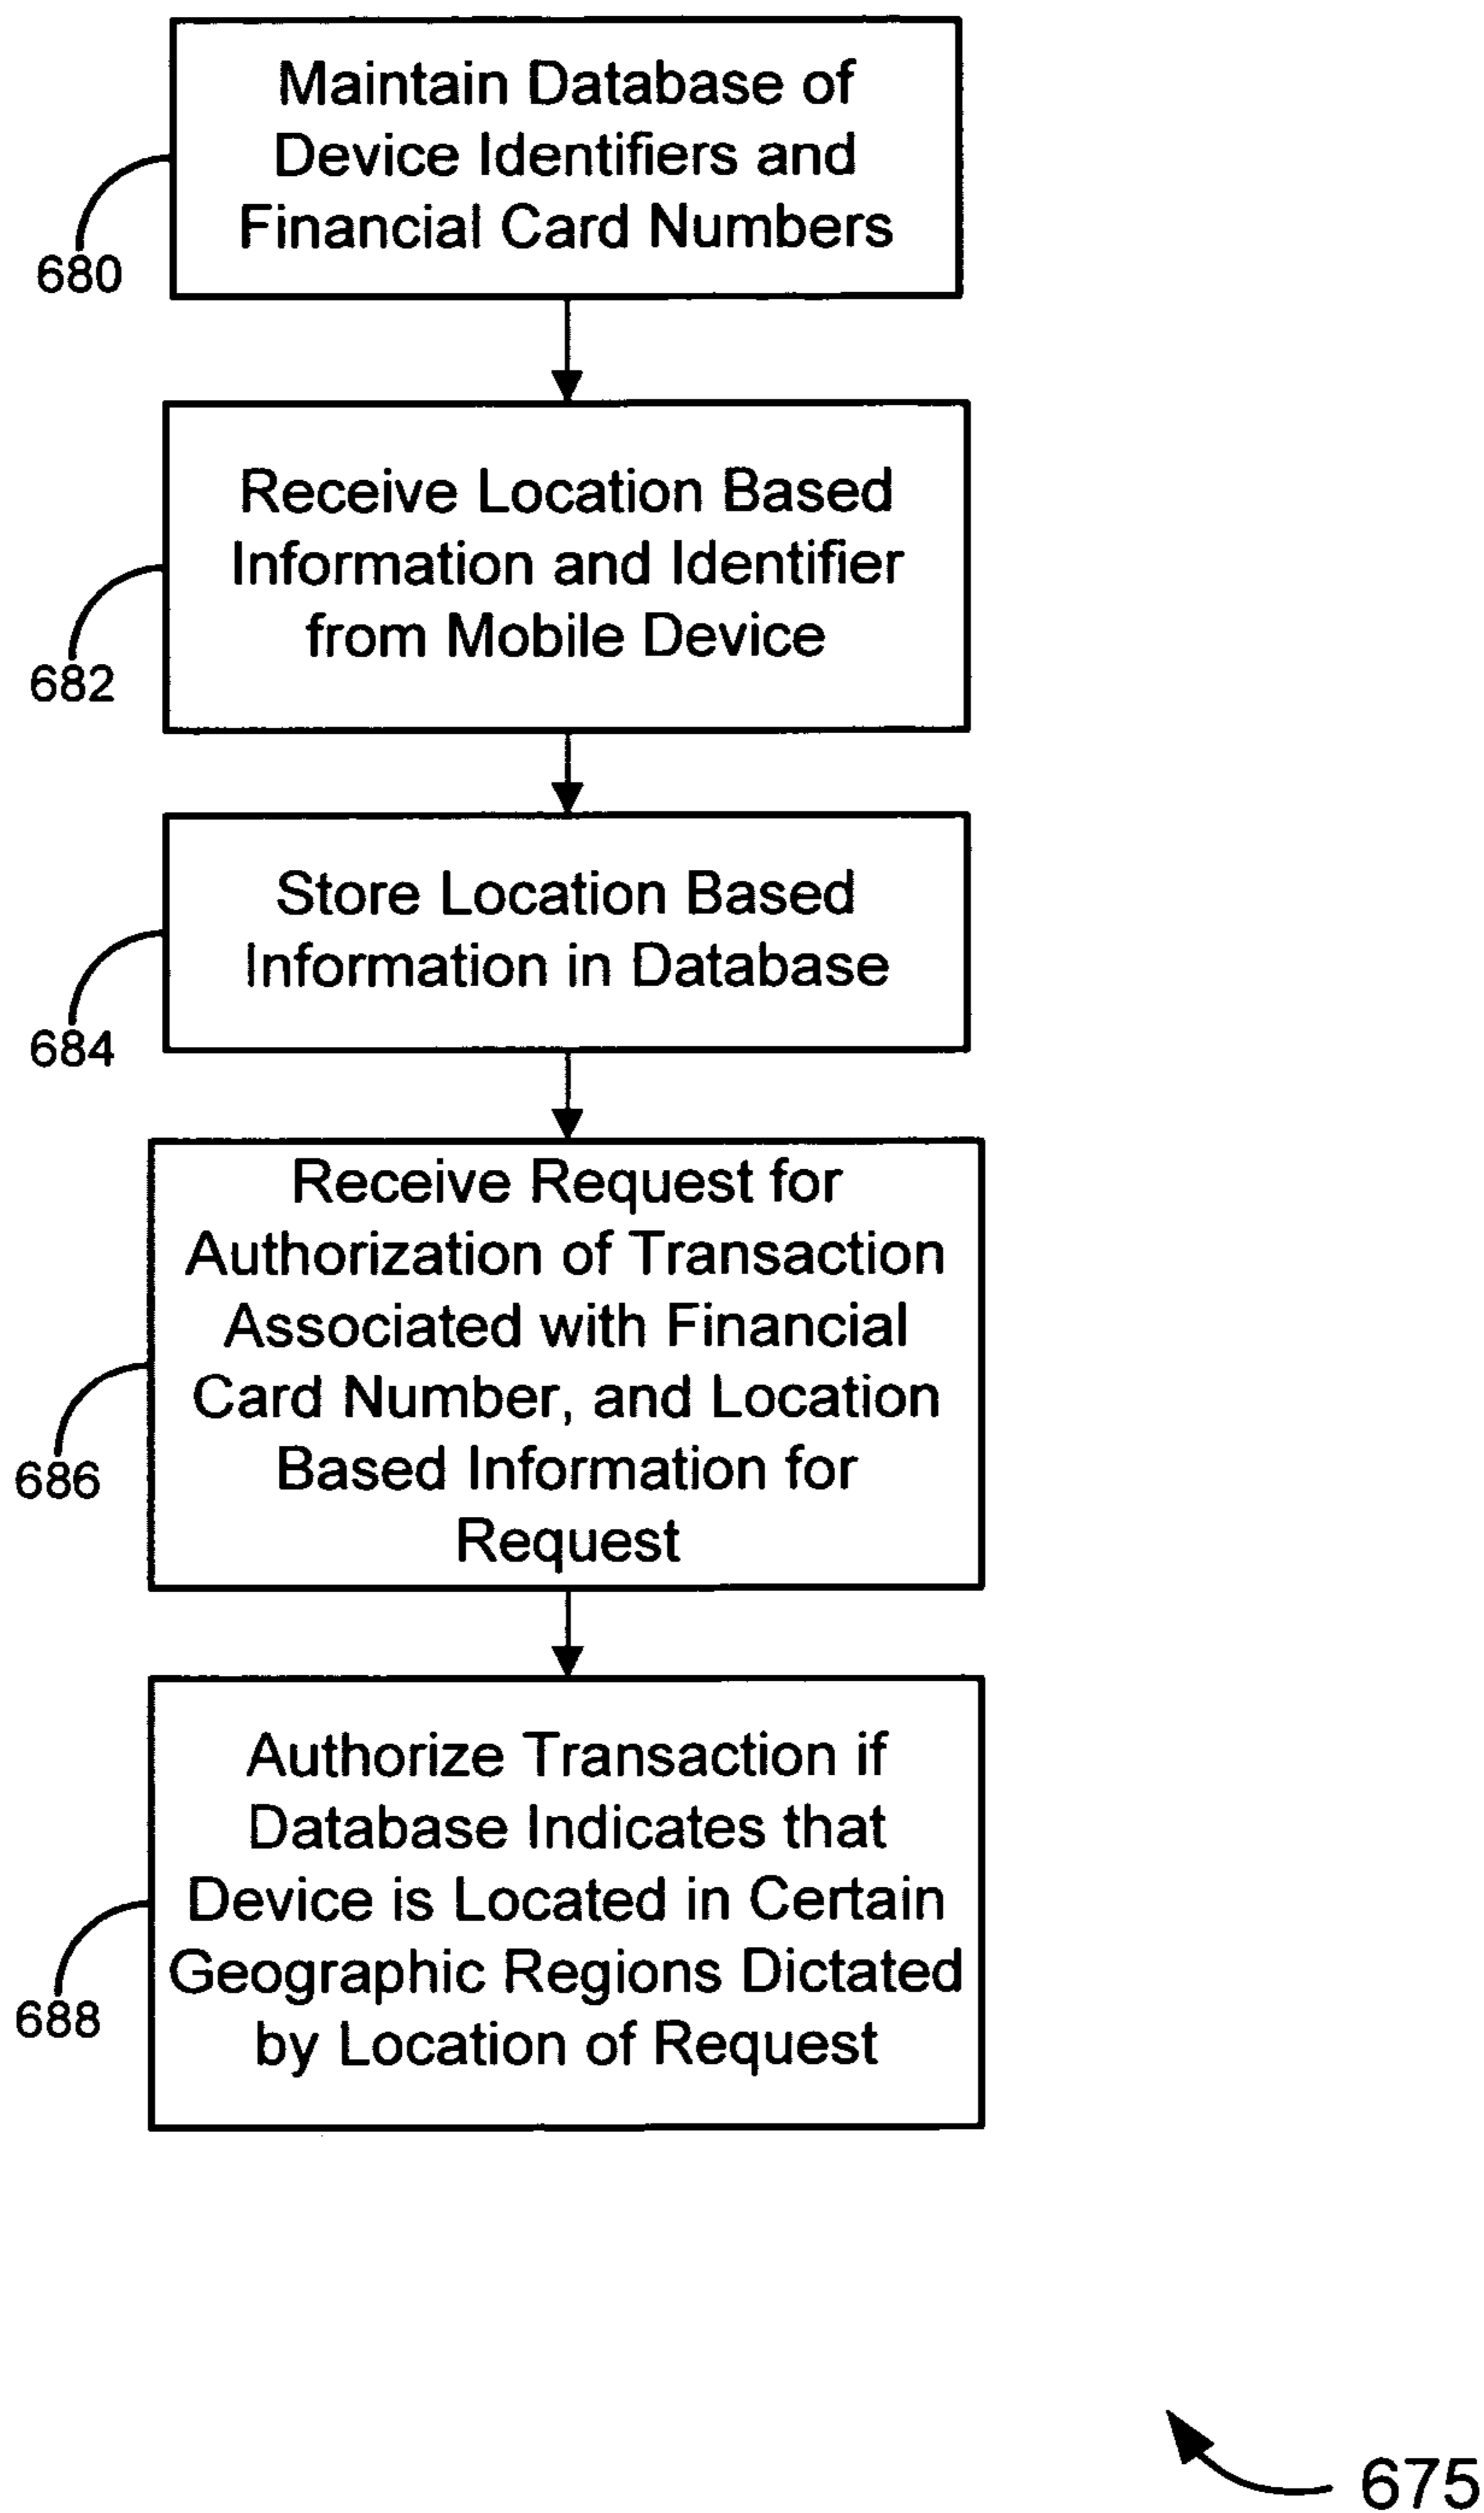 Maintain Database of
Device Identifiers and
Financial Card Numbers
680
Receive Location Based
Information and Identifier
from Mobile Device
682
Store Location Based
Information in Database
684
Receive Request for
Authorization of Transaction
Associated with Financial
Card Number, and Location
Based Information for
Request
686
Authorize Transaction if
Database Indicates that
Device is Located in Certain
Geographic Regions Dictated
by Location of Request
688
675